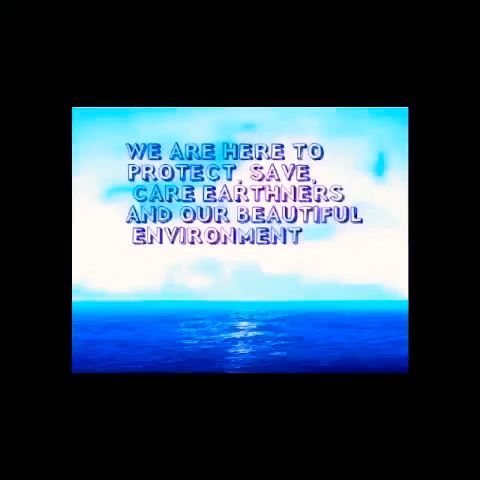 WE ARE HERE TO
PROTECT, SAVE,
CARE EARTHNERS
AND OUR BEAUTIFUL
ENVIRONMENT